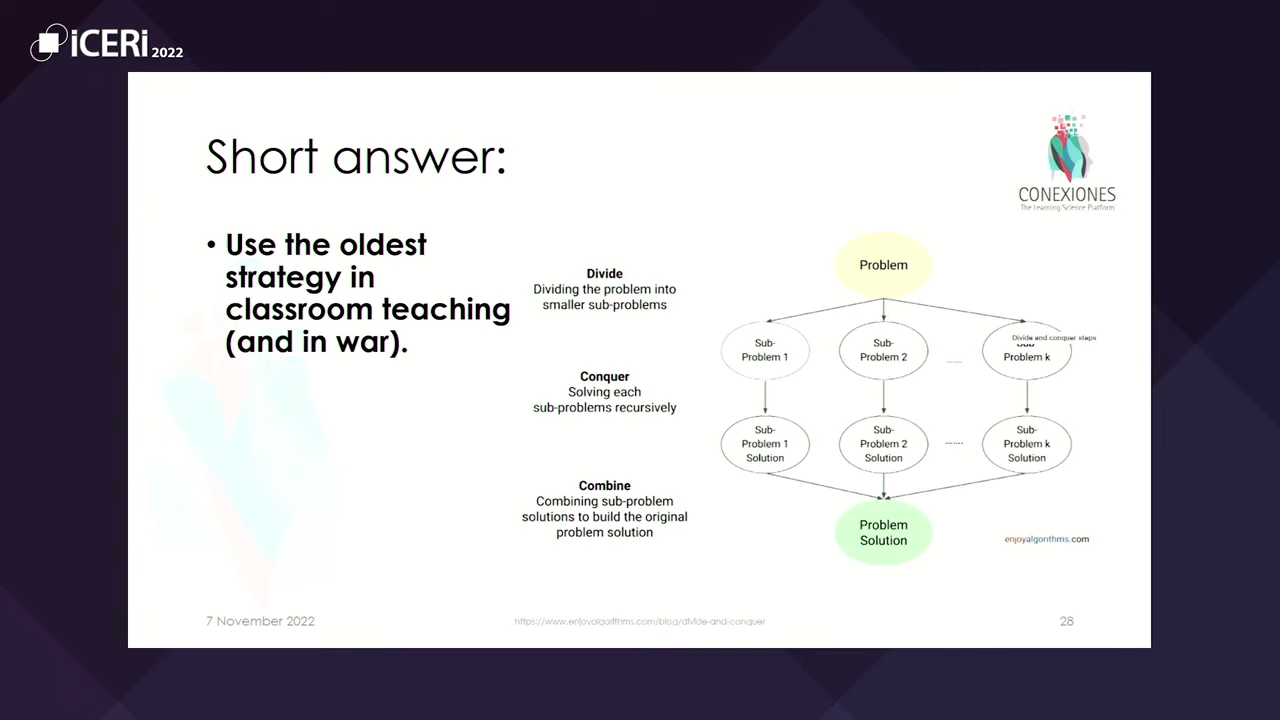 iCERi 2022
Short answer:
CONEXIONES
The Learning Science Platform
• Use the oldest
strategy in
classroom teaching
(and in war).
Divide
Dividing the problem into
smaller sub-problems
Conquer
Solving each
sub-problems recursively
Combine
Combining sub-problem
solutions to build the original
problem solution
Problem
Sub-
Problem 1
Sub-
Problem 2
.......
Divide and conquer steps
Sub-
Problem k
Sub-
Problem 1
Solution
Sub-
Problem 2
Solution
.......
Sub-
Problem k
Solution
Problem
Solution
enjoyalgorithms.com
7 November 2022
https://www.enjoyalgorithms.com/blog/divide-and-conquer
28